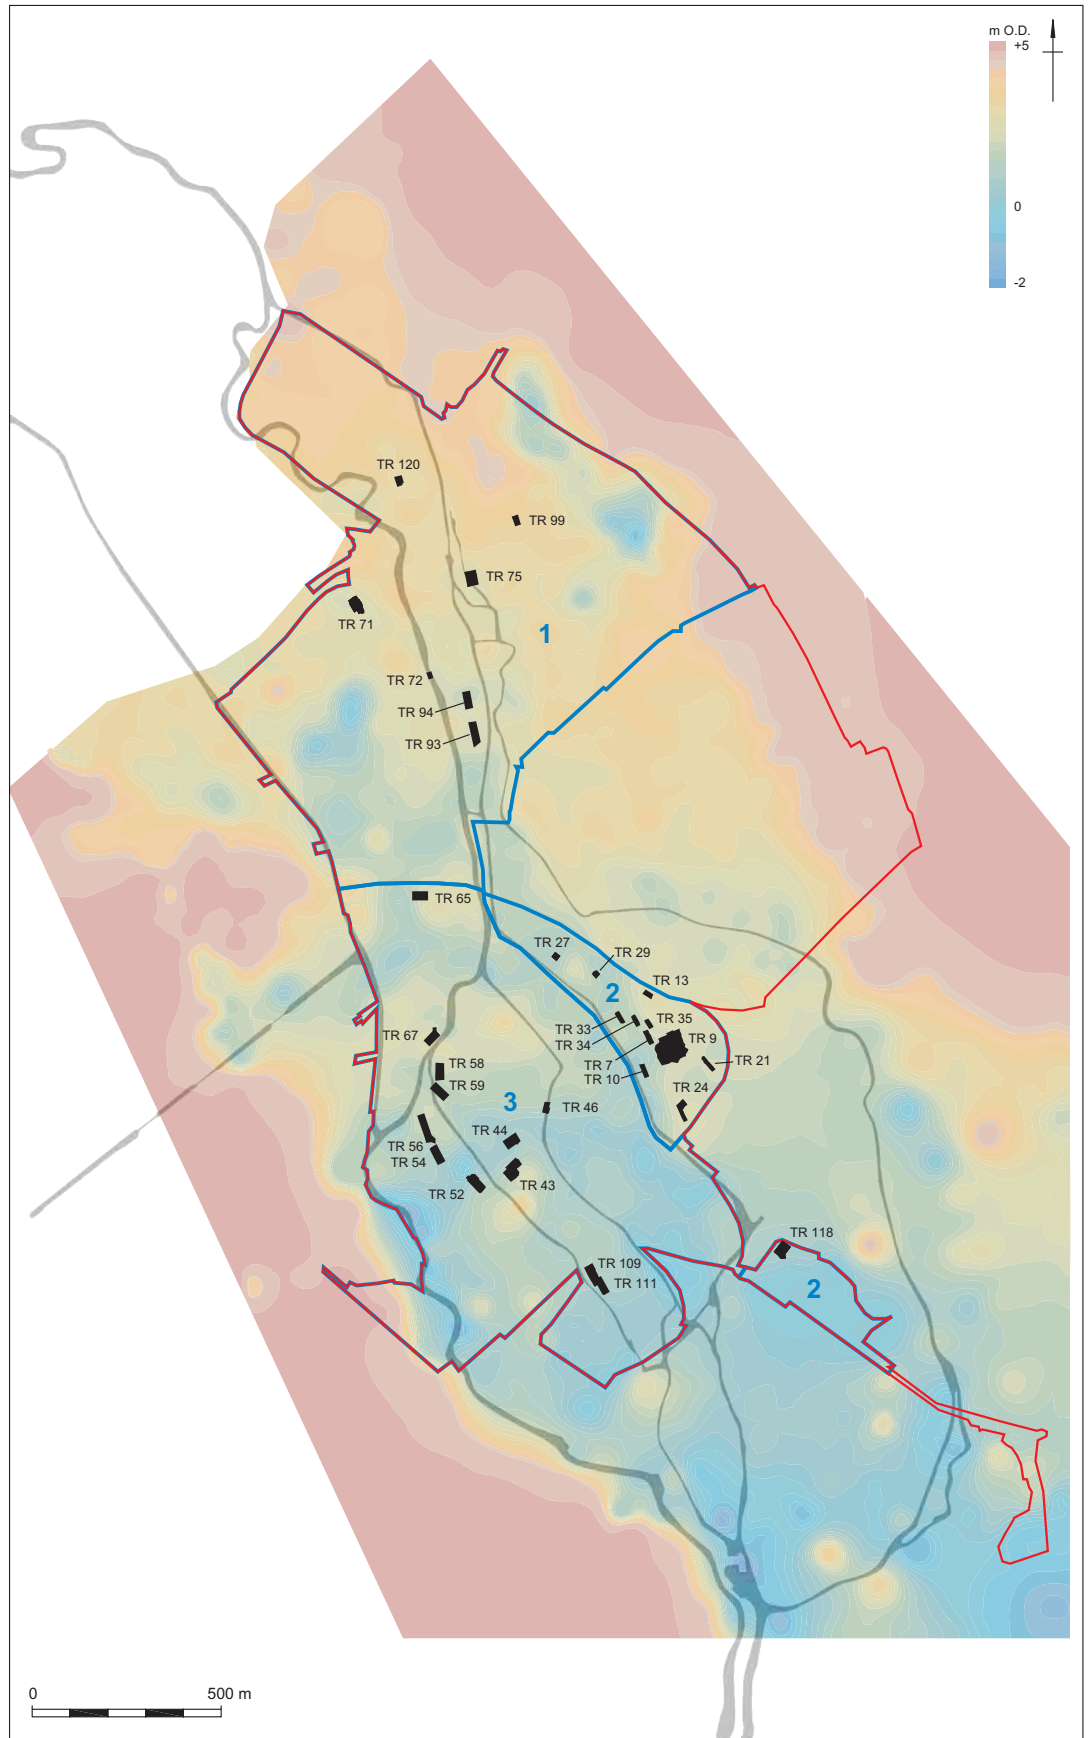 m O.D.
+5
0
-2
TR 120
TR 99
TR 75
TR 71
1
TR 72
TR 94
TR 93
TR 65
TR 27
TR 29
TR 13
2
TR 33
TR 35
TR 34
TR 9
TR 7
TR 21
TR 10
TR 67
TR 58
TR 59
TR 24
3
TR 46
TR 44
TR 56
TR 54
TR 43
TR 52
TR 118
TR 109
TR 111
2
0 500 m